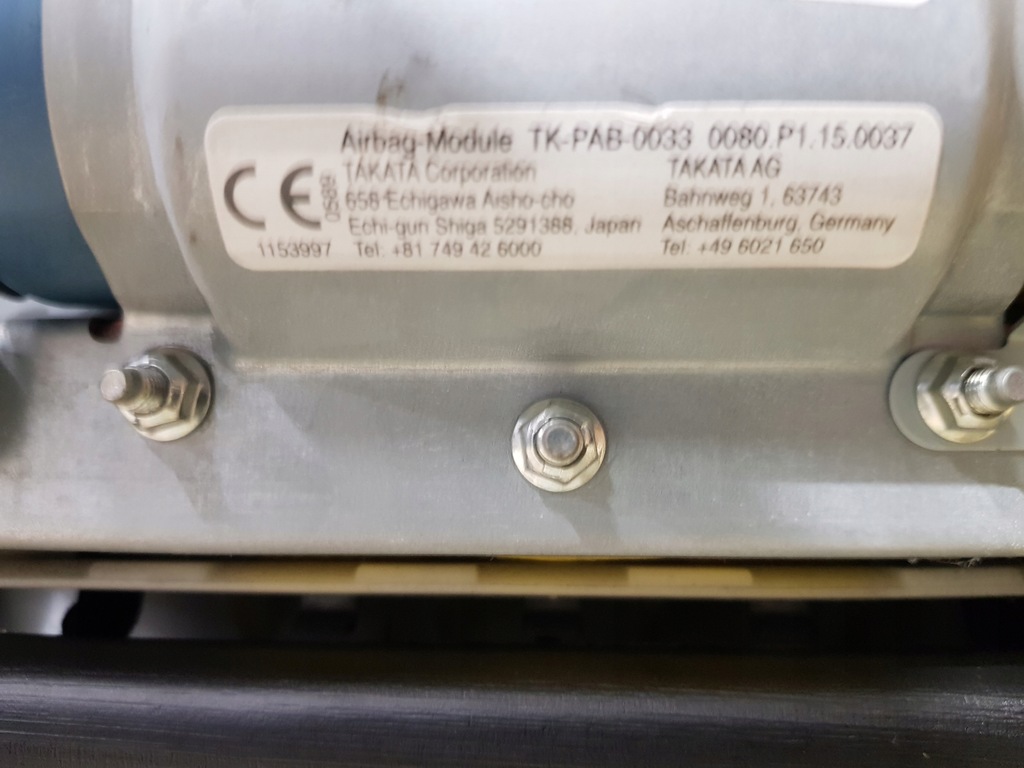 Airbag-Module TK-PAB-0033 0080.P1.15.0037
CE 0589
TAKATA Corporation
658 Echigawa Aisho-cho
Echi-gun Shiga 5291388, Japan
Tel: +81 749 42 6000
TAKATA AG
Bahnweg 1, 63743
Aschaffenburg, Germany
Tel: +49 6021 650
1153997